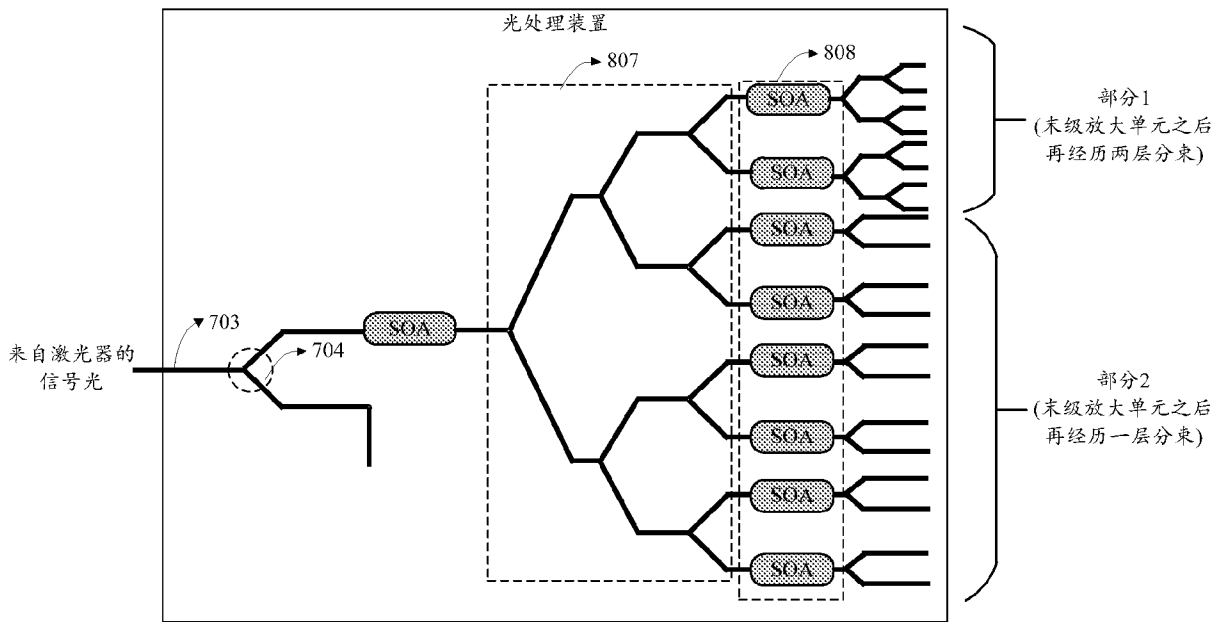 光处理装置
807
808
SOA
SOA
SOA
SOA
SOA
SOA
SOA
SOA
SOA
703
704
来自激光器的
信号光
部分1
(末级放大单元之后
再经历两层分束)
部分2
(末级放大单元之后
再经历一层分束)